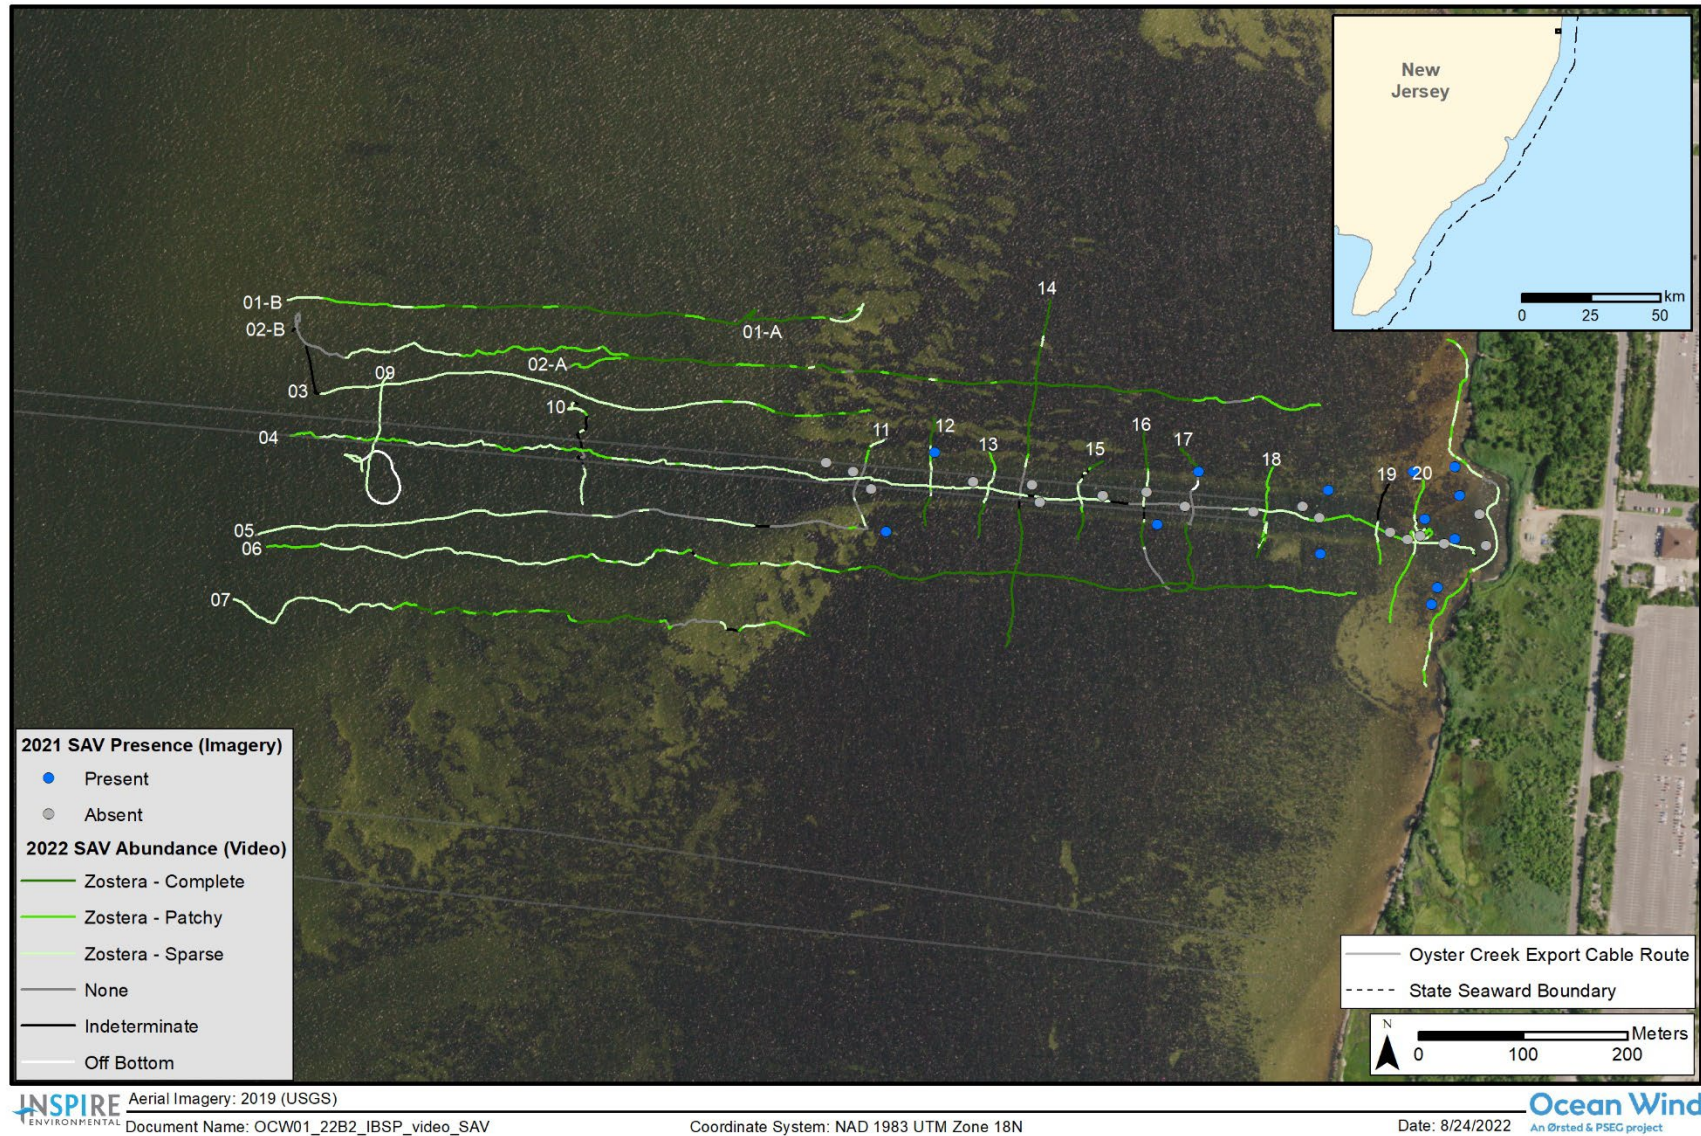 New
Jersey
km
0 25 50
14
01-B
02-B
01-A
02-A
09
03
10
04
11
12
13
15
16
17
18
19
20
05
06
07
2021 SAV Presence (Imagery)
Present
Absent
2022 SAV Abundance (Video)
Zostera - Complete
Zostera - Patchy
Zostera - Sparse
None
Indeterminate
Off Bottom
Oyster Creek Export Cable Route
State Seaward Boundary
N
Meters
0 100 200
INSPIRE
ENVIRONMENTAL
Aerial Imagery: 2019 (USGS)
Document Name: OCW01_22B2_IBSP_video_SAV
Coordinate System: NAD 1983 UTM Zone 18N
Date: 8/24/2022
Ocean Wind
An Ørsted & PSEG project